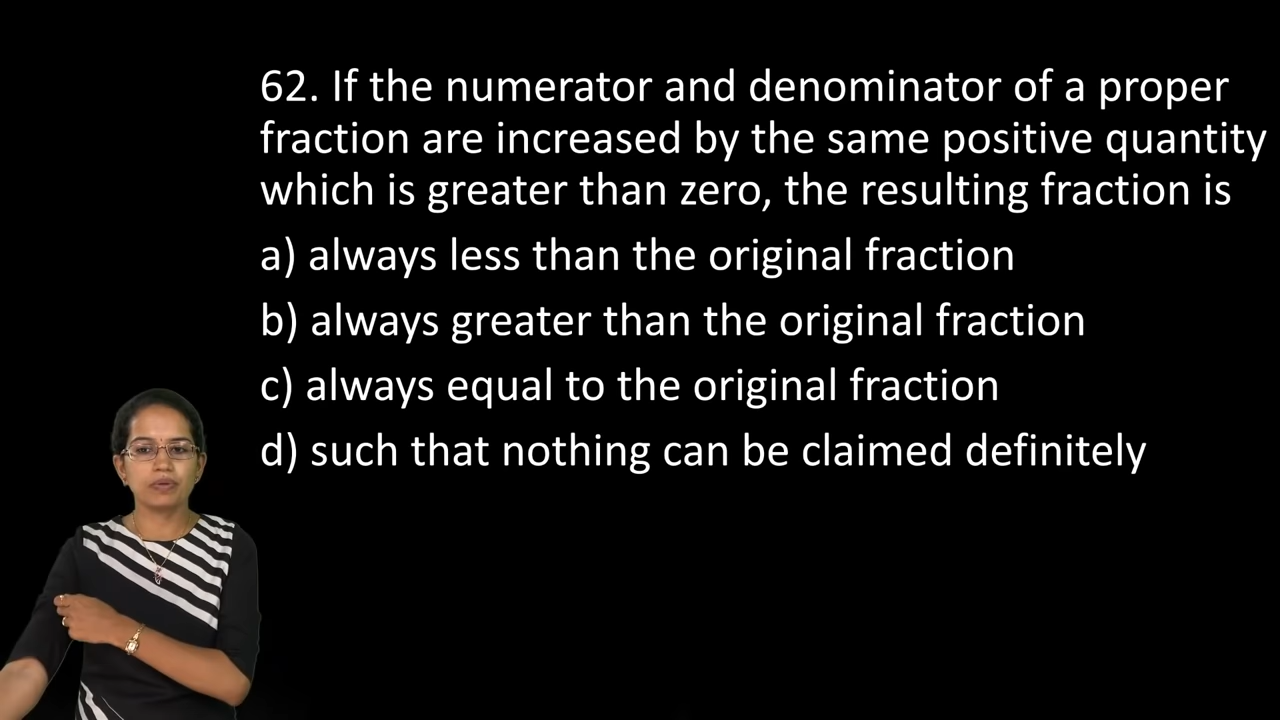 62. If the numerator and denominator of a proper
fraction are increased by the same positive quantity
which is greater than zero, the resulting fraction is
a) always less than the original fraction
b) always greater than the original fraction
c) always equal to the original fraction
d) such that nothing can be claimed definitely